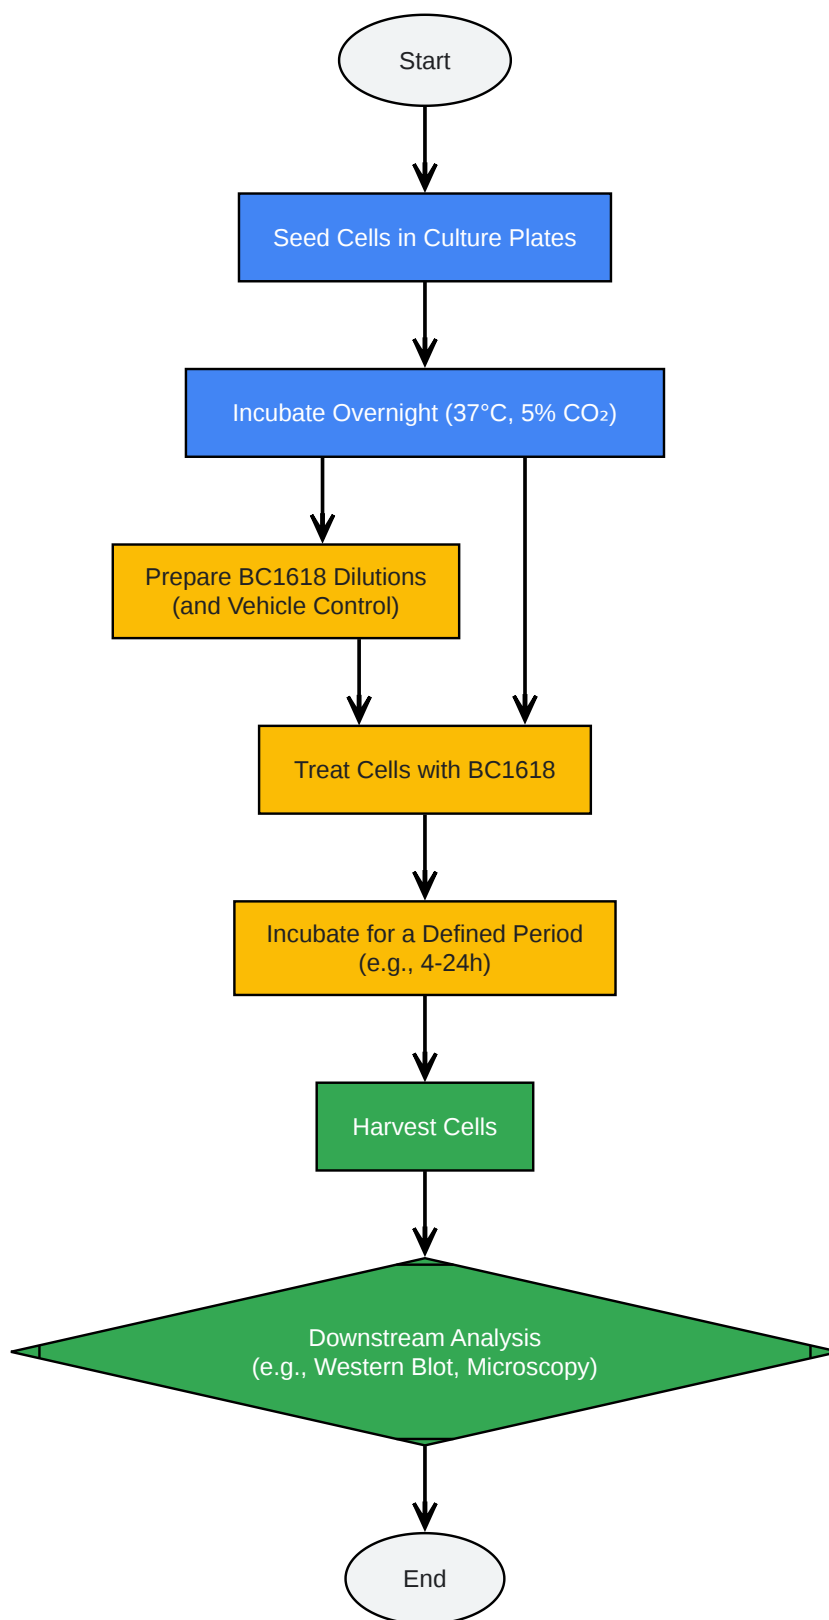 Start
Seed Cells in Culture Plates
Incubate Overnight (37°C, 5% CO₂)
Prepare BC1618 Dilutions
(and Vehicle Control)
Treat Cells with BC1618
Incubate for a Defined Period
(e.g., 4-24h)
Harvest Cells
Downstream Analysis
(e.g., Western Blot, Microscopy)
End